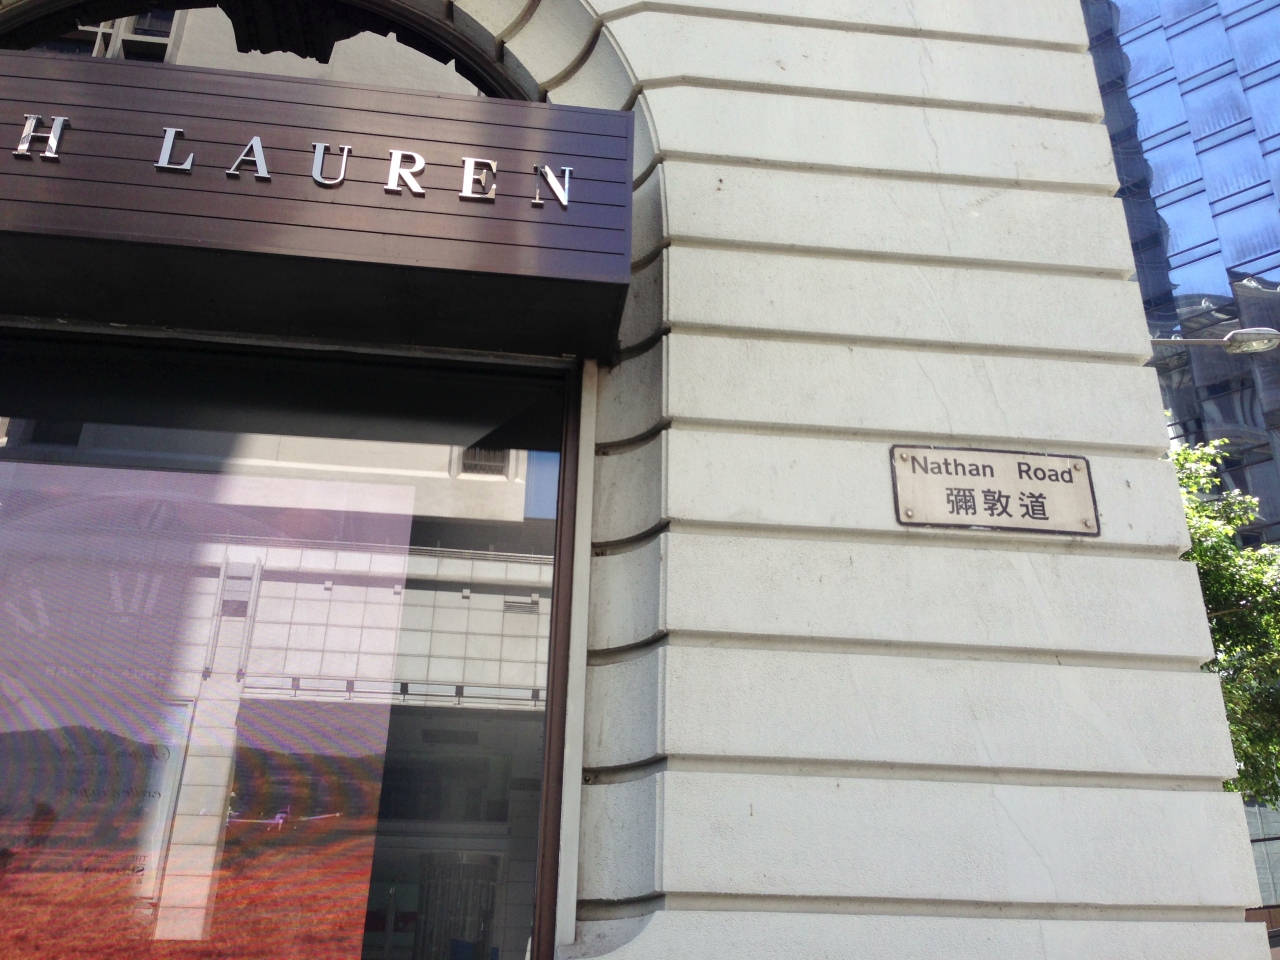 H LAUREN
Nathan Road
彌敦道